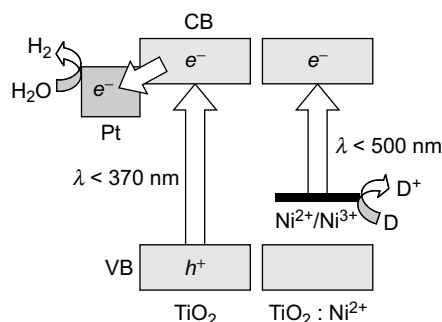 CB
H₂
e⁻
e⁻
e⁻
H₂O
Pt
λ < 370 nm
λ < 500 nm
D⁺
Ni²⁺/Ni³⁺
D
VB
h⁺
TiO₂
TiO₂ : Ni²⁺